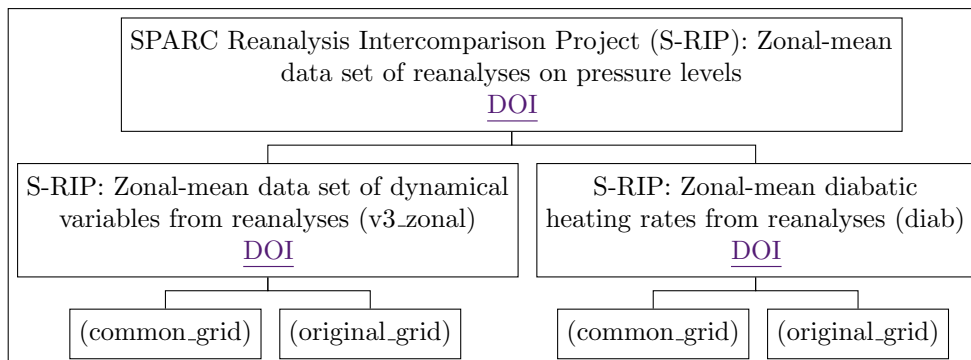 SPARC Reanalysis Intercomparison Project (S-RIP): Zonal-mean
data set of reanalyses on pressure levels
DOI
S-RIP: Zonal-mean data set of dynamical
variables from reanalyses (v3_zonal)
DOI
S-RIP: Zonal-mean diabatic
heating rates from reanalyses (diab)
DOI
(common_grid)
(original_grid)
(common_grid)
(original_grid)